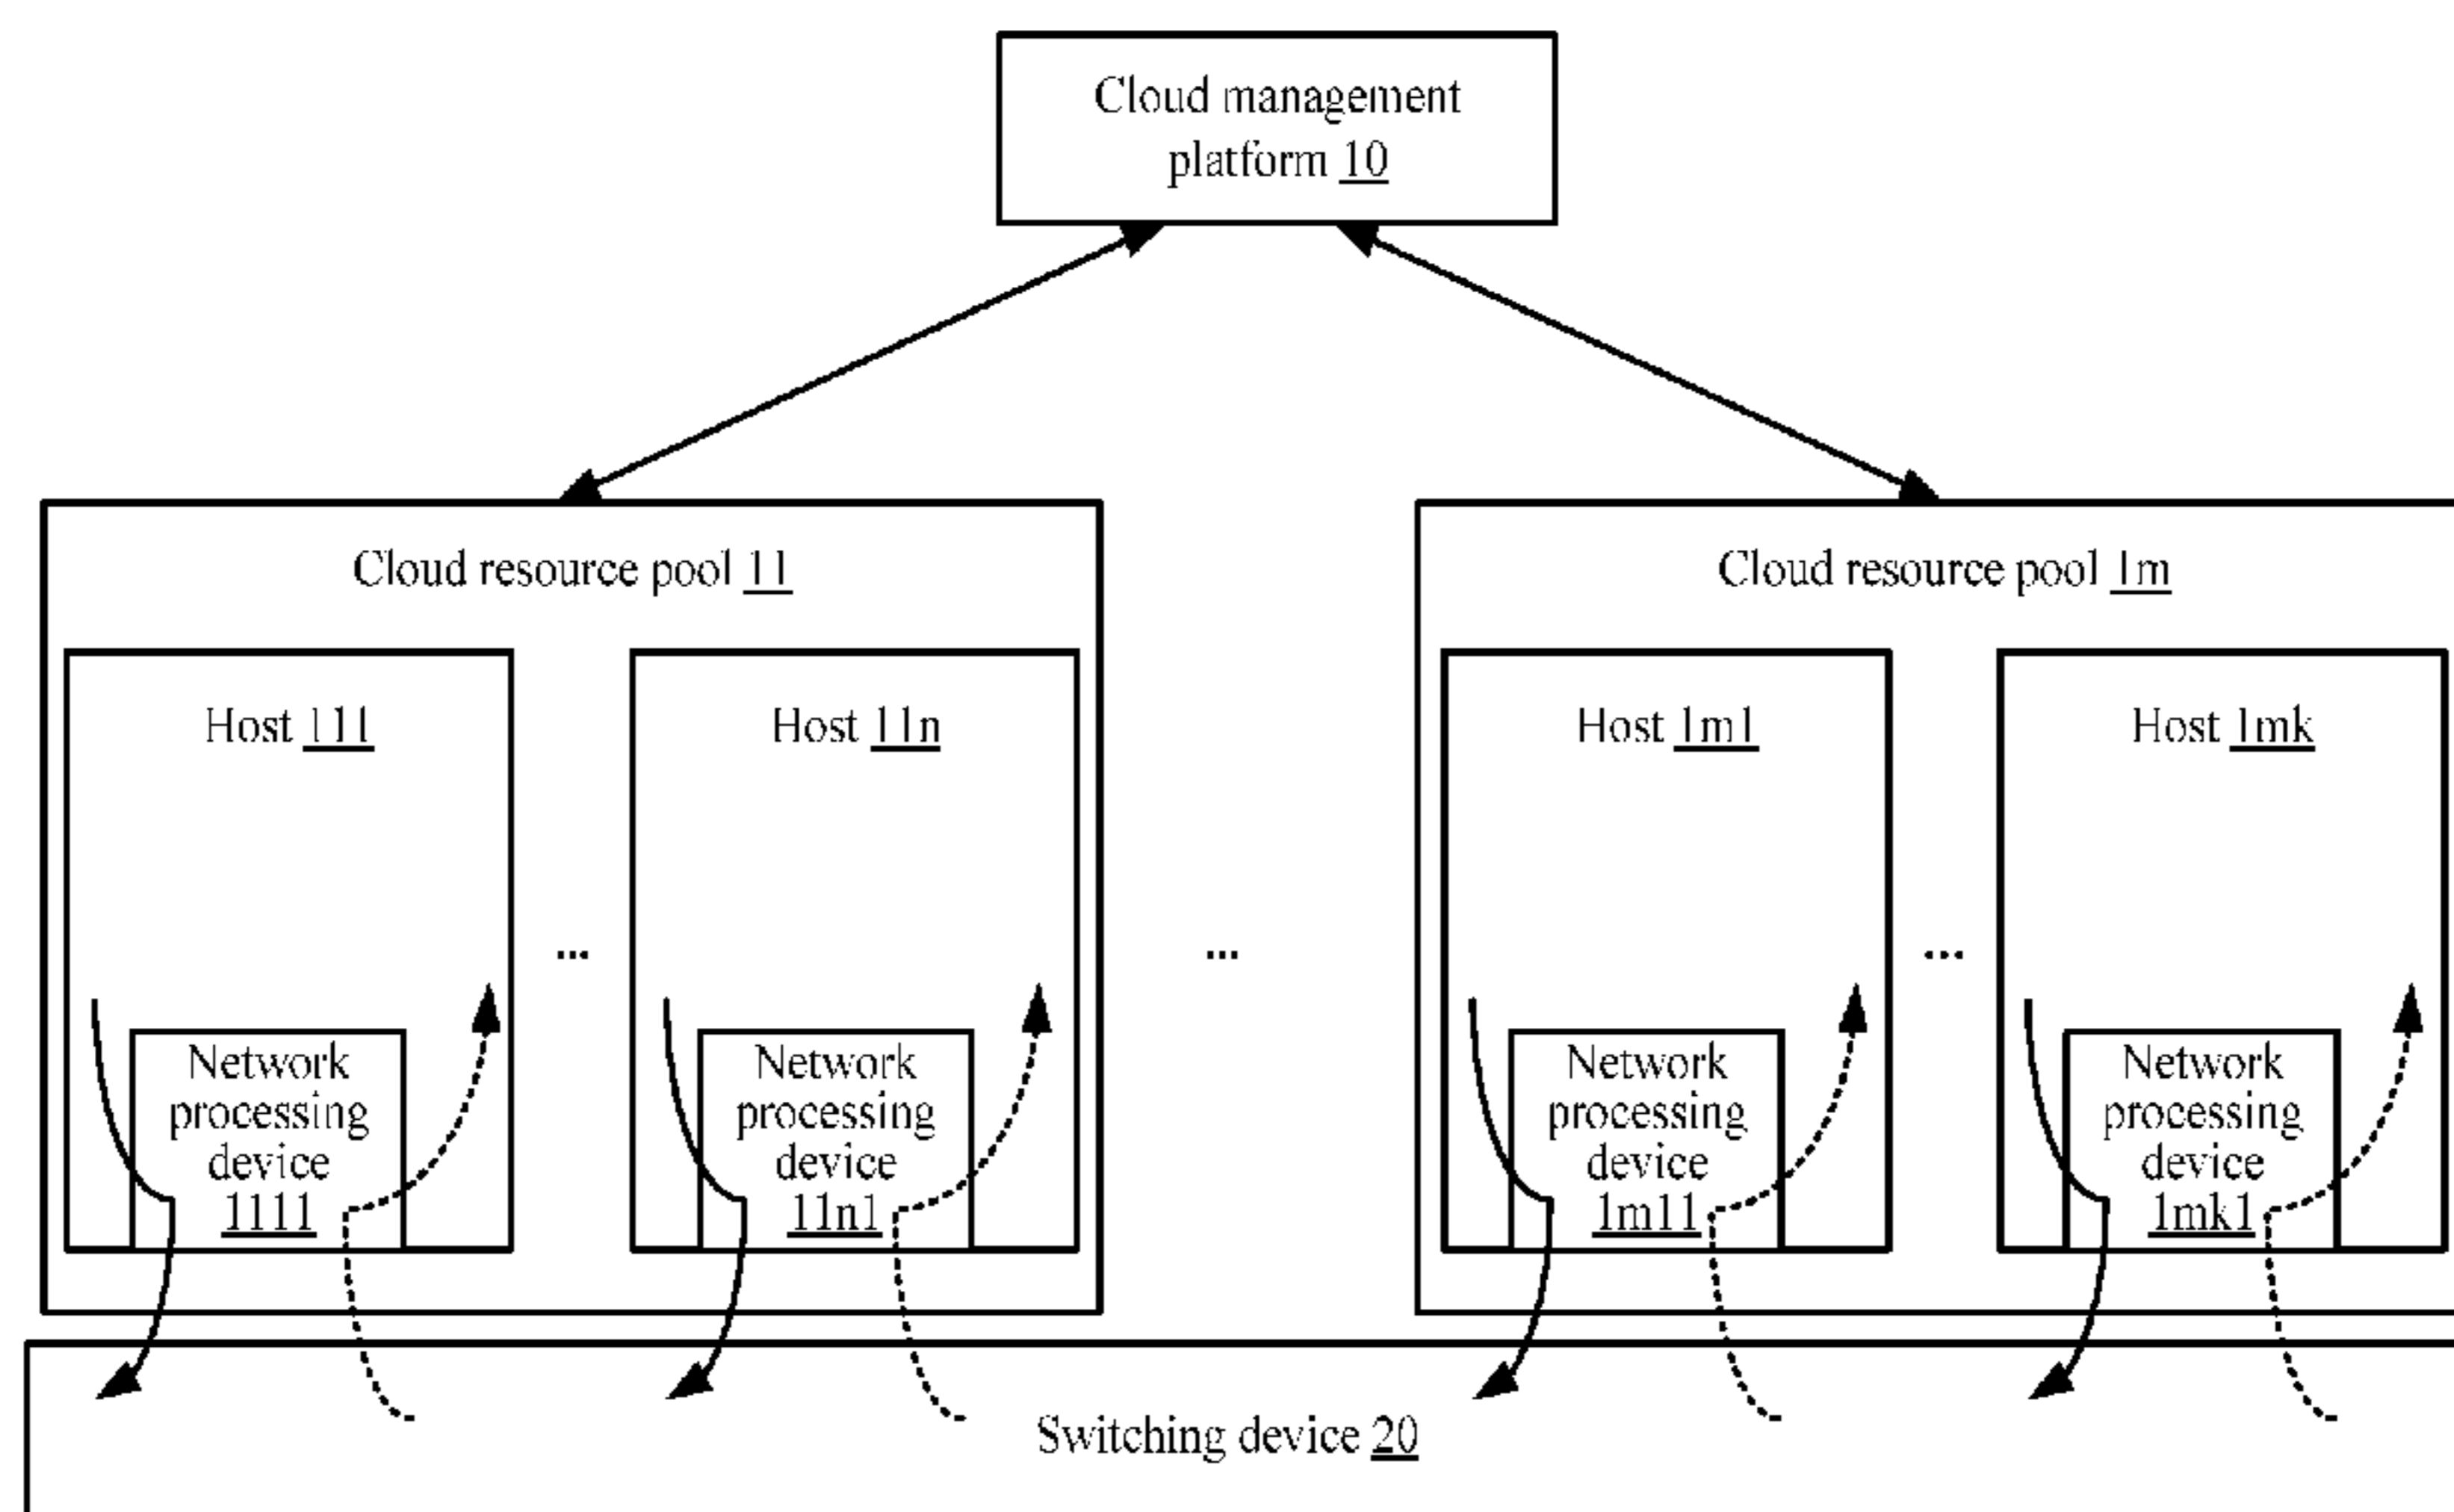 Cloud management
platform 10
Cloud resource pool 11
Cloud resource pool 1m
Host 111
Host 11n
Host 1m1
Host 1mk
...
...
...
Network
processing
device
1111
Network
processing
device
11n1
Network
processing
device
1m11
Network
processing
device
1mk1
Switching device 20